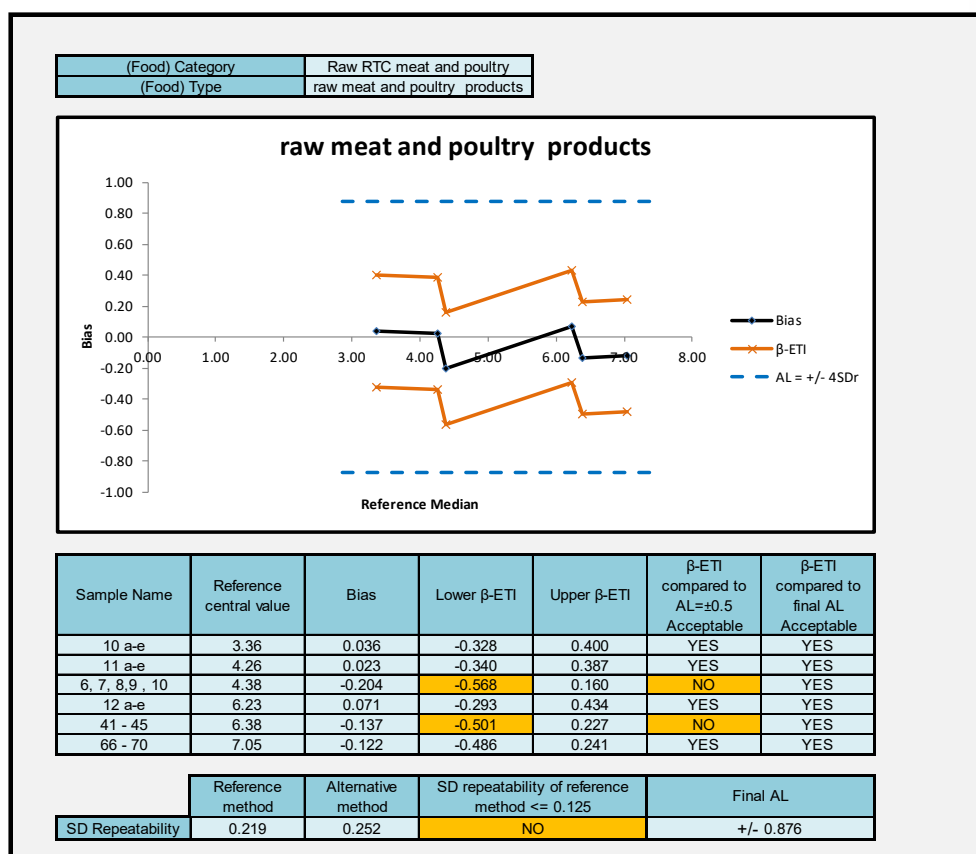 (Food) Category Raw RTC meat and poultry
(Food) Type raw meat and poultry products
raw meat and poultry products
1.00
0.80
0.60
0.40
0.20
0.00
-0.20
-0.40
-0.60
-0.80
-1.00
0.00 1.00 2.00 3.00 4.00 5.00 6.00 7.00 8.00
Bias
Reference Median
Bias
β-ETI
AL = +/- 4SDr
Sample Name Reference central value Bias Lower β-ETI Upper β-ETI β-ETI compared to AL=±0.5 Acceptable β-ETI compared to final AL Acceptable
10 a-e 3.36 0.036 -0.328 0.400 YES YES
11 a-e 4.26 0.023 -0.340 0.387 YES YES
6, 7, 8,9 , 10 4.38 -0.204 -0.568 0.160 NO YES
12 a-e 6.23 0.071 -0.293 0.434 YES YES
41 - 45 6.38 -0.137 -0.501 0.227 NO YES
66 - 70 7.05 -0.122 -0.486 0.241 YES YES
Reference method Alternative method SD repeatability of reference method <= 0.125 Final AL
SD Repeatability 0.219 0.252 NO +/- 0.876